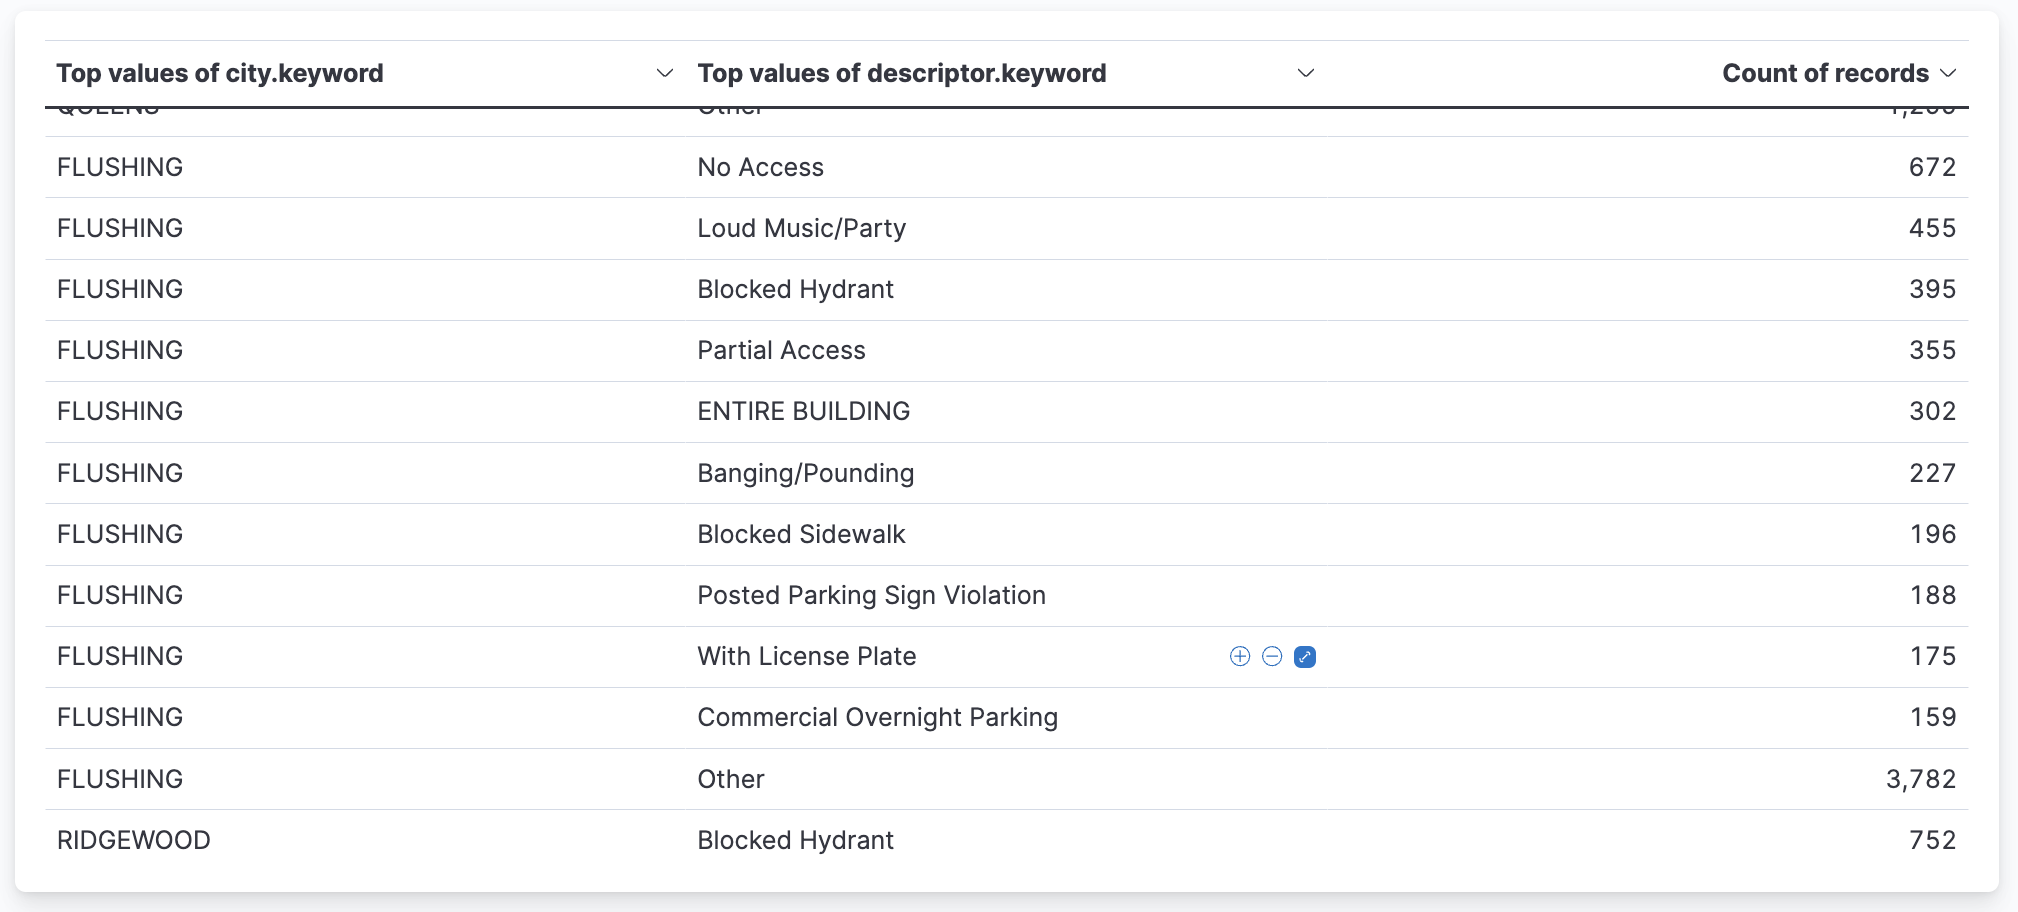 Top values of city.keyword Top values of descriptor.keyword Count of records
QUEENS Other
FLUSHING No Access 672
FLUSHING Loud Music/Party 455
FLUSHING Blocked Hydrant 395
FLUSHING Partial Access 355
FLUSHING ENTIRE BUILDING 302
FLUSHING Banging/Pounding 227
FLUSHING Blocked Sidewalk 196
FLUSHING Posted Parking Sign Violation 188
FLUSHING With License Plate 175
FLUSHING Commercial Overnight Parking 159
FLUSHING Other 3,782
RIDGEWOOD Blocked Hydrant 752